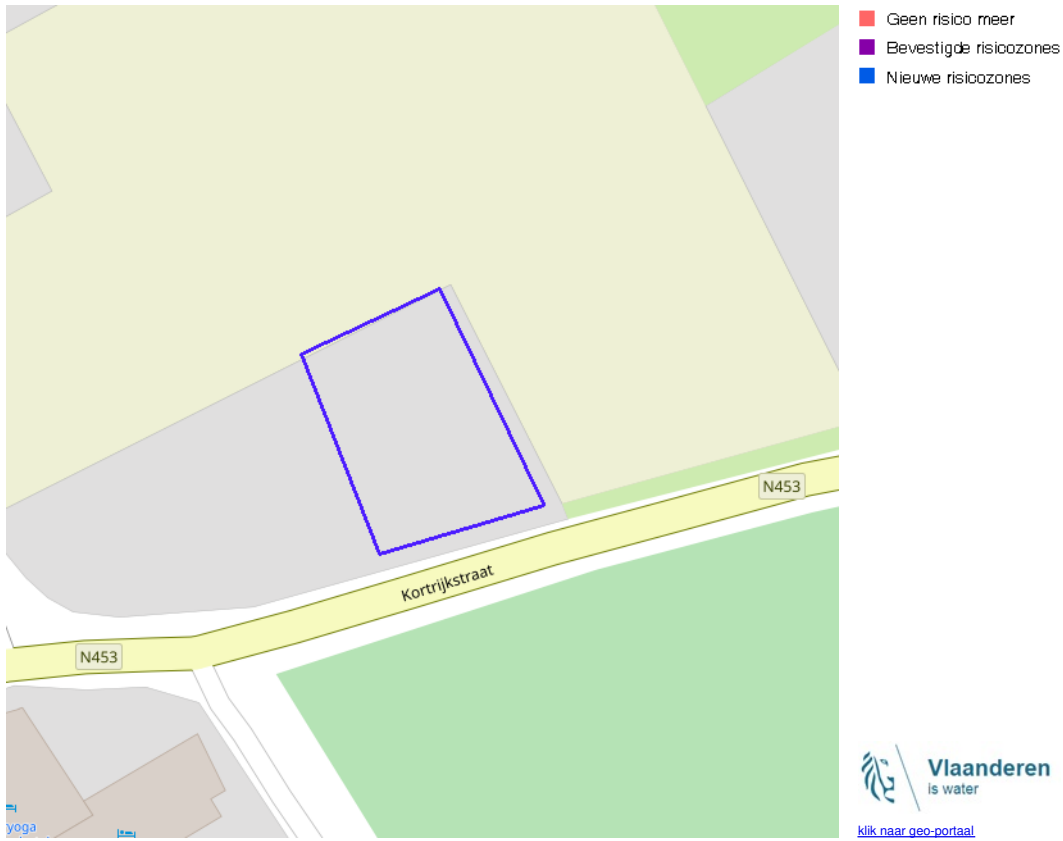 Geen risico meer
Bevestigde risicozones
Nieuwe risicozones
N453
Kortrijkstraat
N453
yoga
Vlaanderen
is water
klik naar geo-portaal